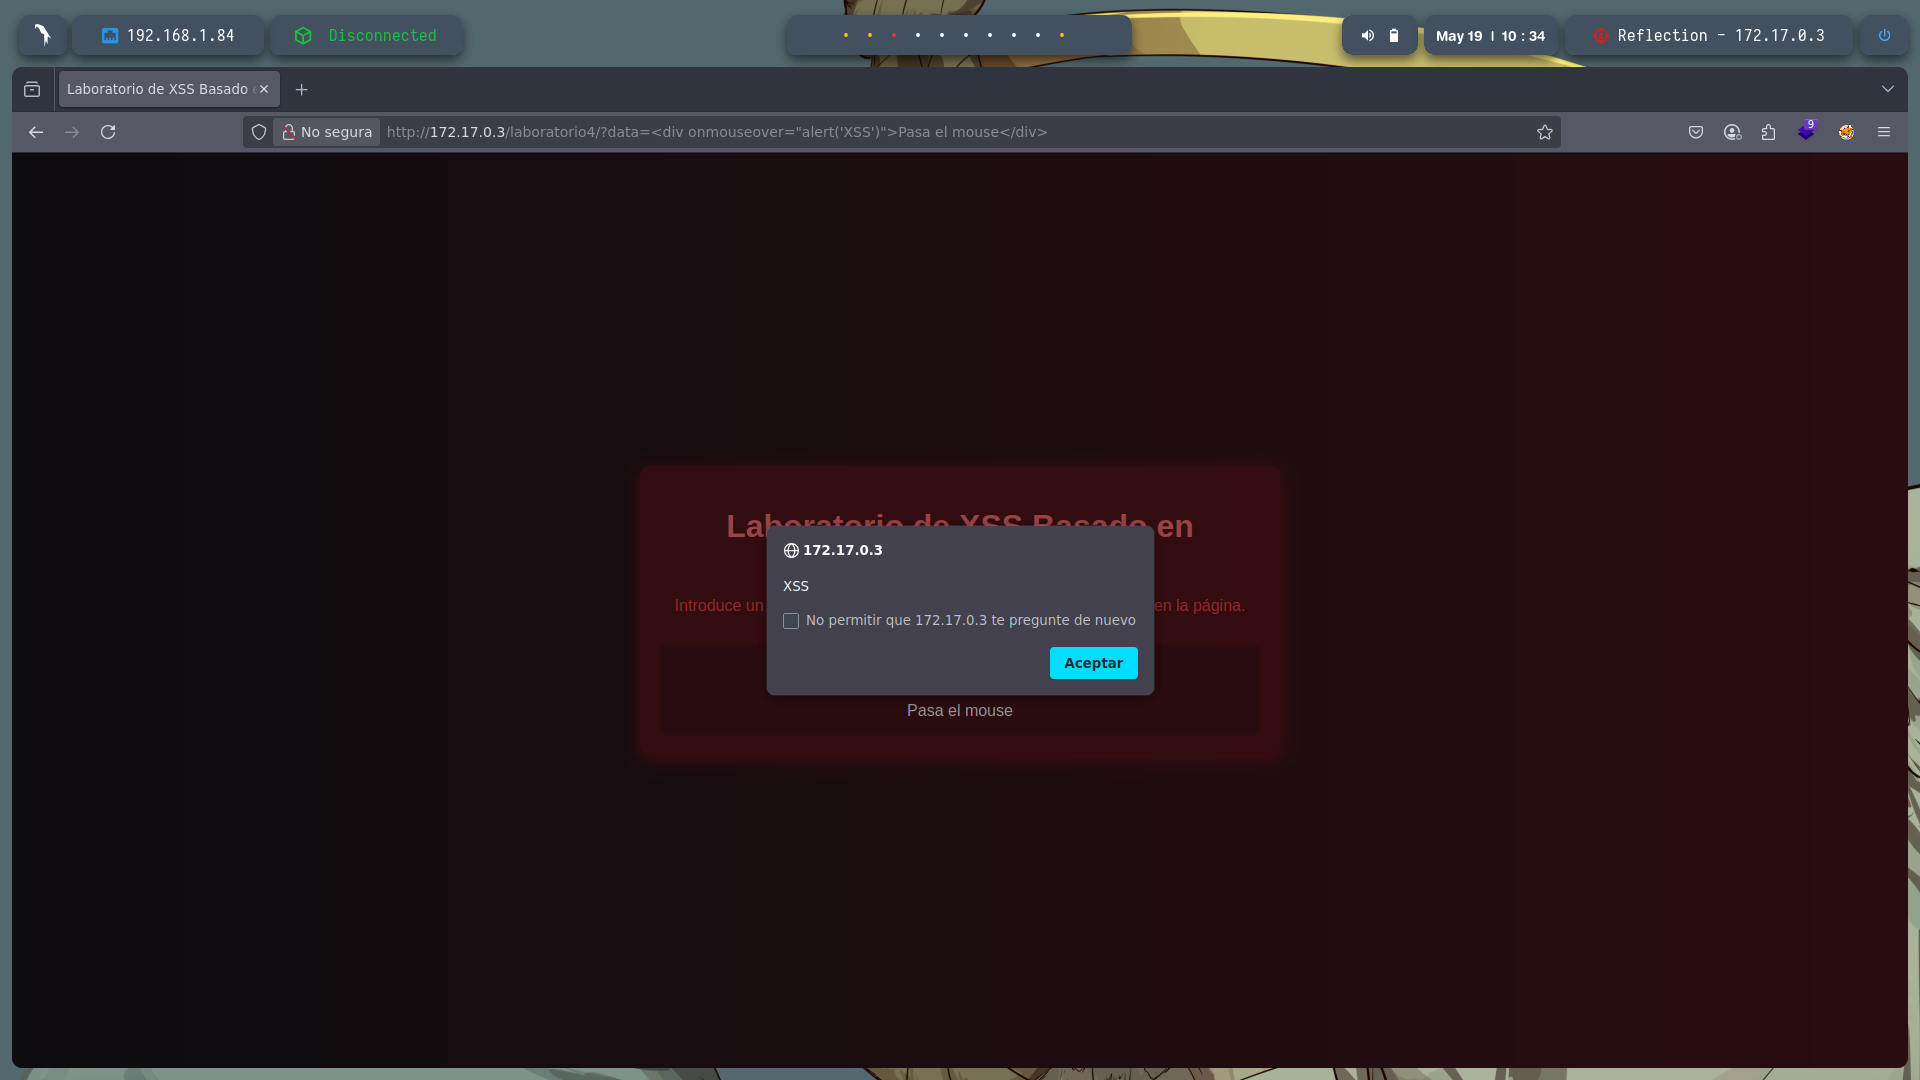 192.168.1.84
Disconnected
May 19 | 10 : 34
Reflection - 172.17.0.3
Laboratorio de XSS Basado
No segura
http://172.17.0.3/laboratorio4/?data=<div onmouseover="alert('XSS')">Pasa el mouse</div>
9
Laboratorio de XSS Basado en
172.17.0.3
XSS
Introduce un
en la página.
No permitir que 172.17.0.3 te pregunte de nuevo
Aceptar
Pasa el mouse